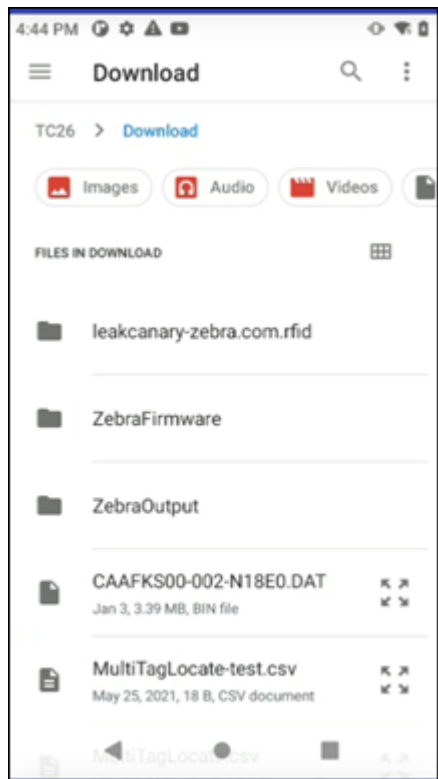 4:44 PM
Download
TC26 > Download
Images Audio Videos
FILES IN DOWNLOAD
leakcanary-zebra.com.rfid
ZebraFirmware
ZebraOutput
CAAFKS00-002-N18E0.DAT
Jan 3, 3.39 MB, BIN file
MultiTagLocate-test.csv
May 25, 2021, 18 B, CSV document
MultiTagLocate.csv